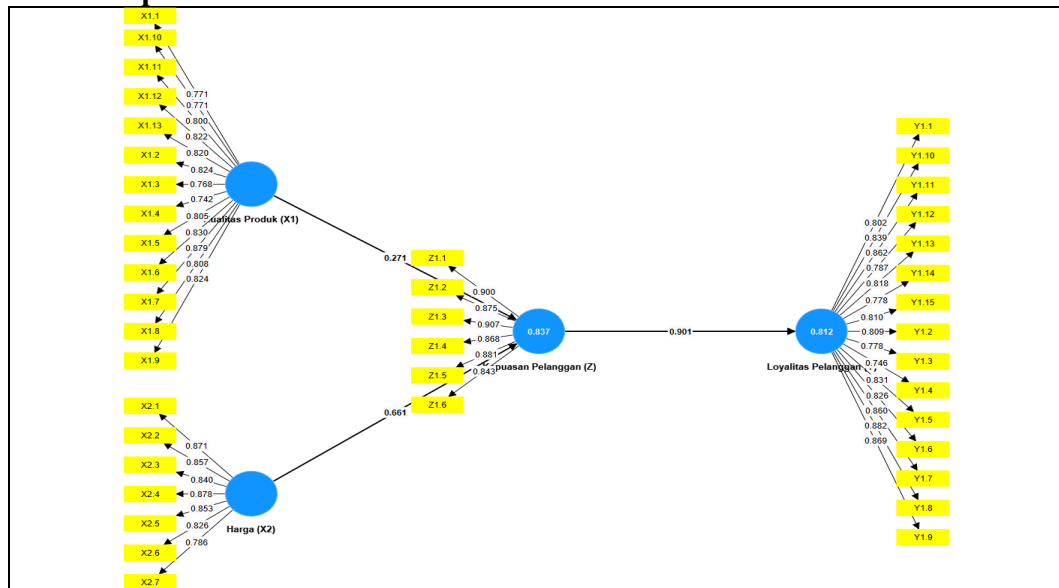 X1.1
X1.10
X1.11
X1.12
X1.13
X1.2
X1.3
X1.4
X1.5
X1.6
X1.7
X1.8
X1.9
0.771
0.771
0.800
0.822
0.820
0.824
0.768
0.742
0.805
0.830
0.879
0.808
0.824
ualitas Produk (X1)
0.271
X2.1
X2.2
X2.3
X2.4
X2.5
X2.6
X2.7
0.871
0.857
0.840
0.878
0.853
0.826
0.786
Harga (X2)
0.661
Z1.1
Z1.2
Z1.3
Z1.4
Z1.5
Z1.6
0.900
0.875
0.907
0.868
0.881
0.843
0.837
puasan Pelanggan (Z)
0.901
0.812
Loyalitas Pelanggan
0.802
0.839
0.862
0.787
0.818
0.778
0.810
0.809
0.778
0.746
0.831
0.826
0.860
0.882
0.869
Y1.1
Y1.10
Y1.11
Y1.12
Y1.13
Y1.14
Y1.15
Y1.2
Y1.3
Y1.4
Y1.5
Y1.6
Y1.7
Y1.8
Y1.9